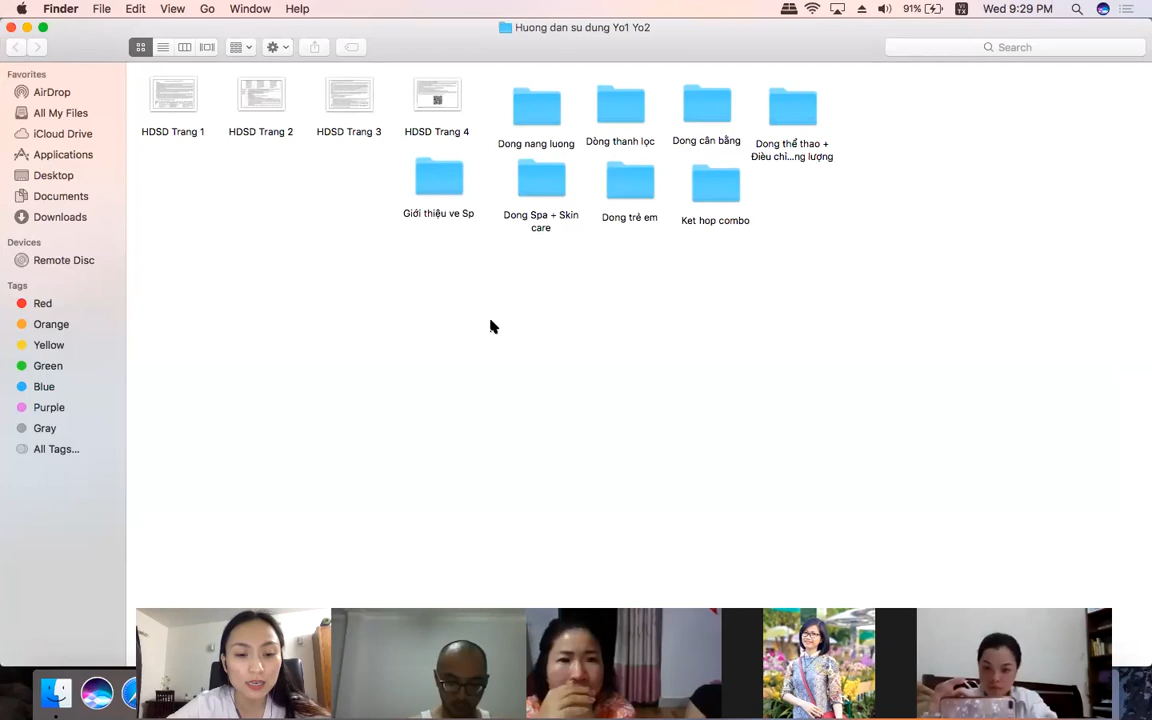 Finder File Edit View Go Window Help 91% VI TX Wed 9:29 PM
Huong dan su dung Yo1 Yo2
Search
Favorites
AirDrop
All My Files
iCloud Drive
Applications
Desktop
Documents
Downloads
Devices
Remote Disc
Tags
Red
Orange
Yellow
Green
Blue
Purple
Gray
All Tags...
HDSD Trang 1
HDSD Trang 2
HDSD Trang 3
HDSD Trang 4
Dong nang luong
Dòng thanh lọc
Dong cân bằng
Dong thể thao +
Điều chỉ...ng lượng
Giới thiệu ve Sp
Dong Spa + Skin
care
Dong trẻ em
Ket hop combo